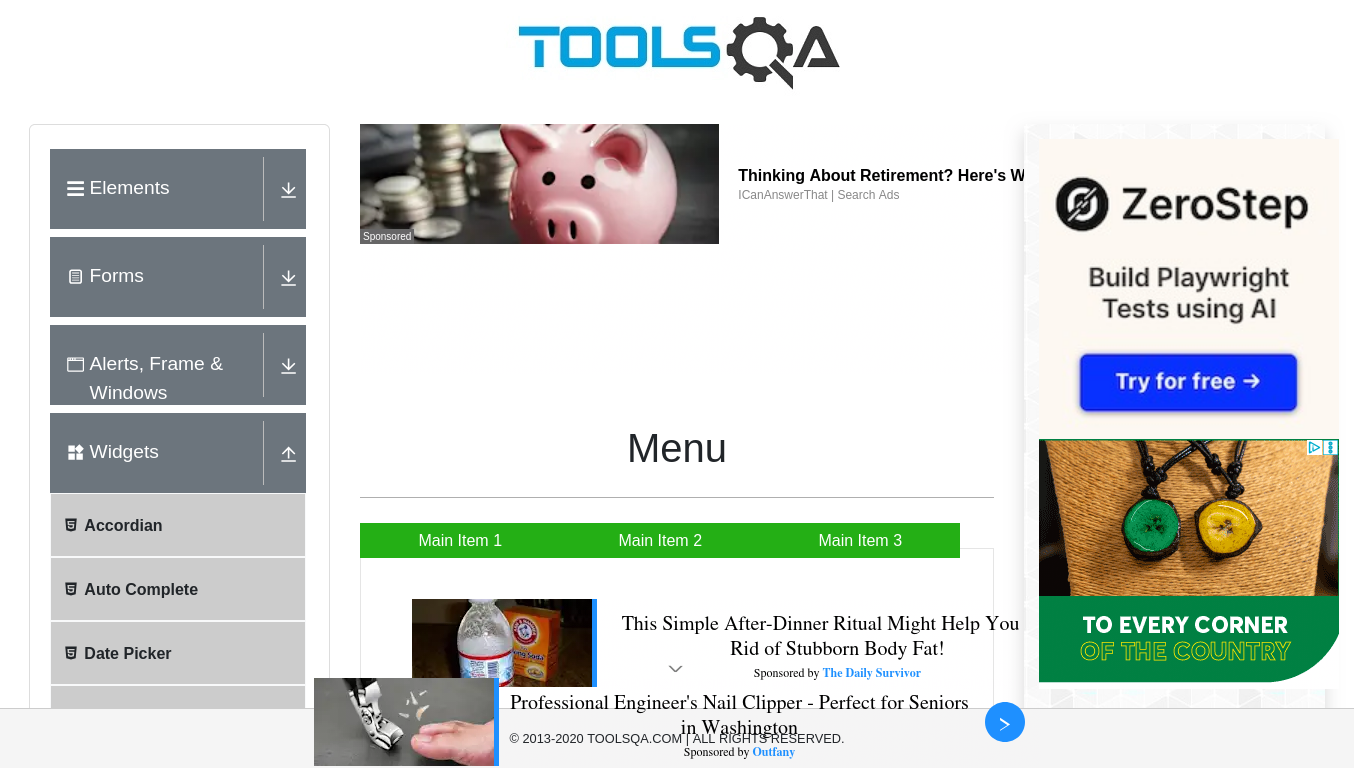 TOOLSQA
Elements
Forms
Alerts, Frame &
Windows
Widgets
Accordian
Auto Complete
Date Picker
Sponsored
Thinking About Retirement? Here's W
ICanAnswerThat | Search Ads
Menu
Main Item 1
Main Item 2
Main Item 3
This Simple After-Dinner Ritual Might Help You
Rid of Stubborn Body Fat!
Sponsored by The Daily Survivor
Professional Engineer's Nail Clipper - Perfect for Seniors
in Washington
Sponsored by Outfany
© 2013-2020 TOOLSQA.COM | ALL RIGHTS RESERVED.
ZeroStep
Build Playwright
Tests using AI
Try for free →
TO EVERY CORNER
OF THE COUNTRY